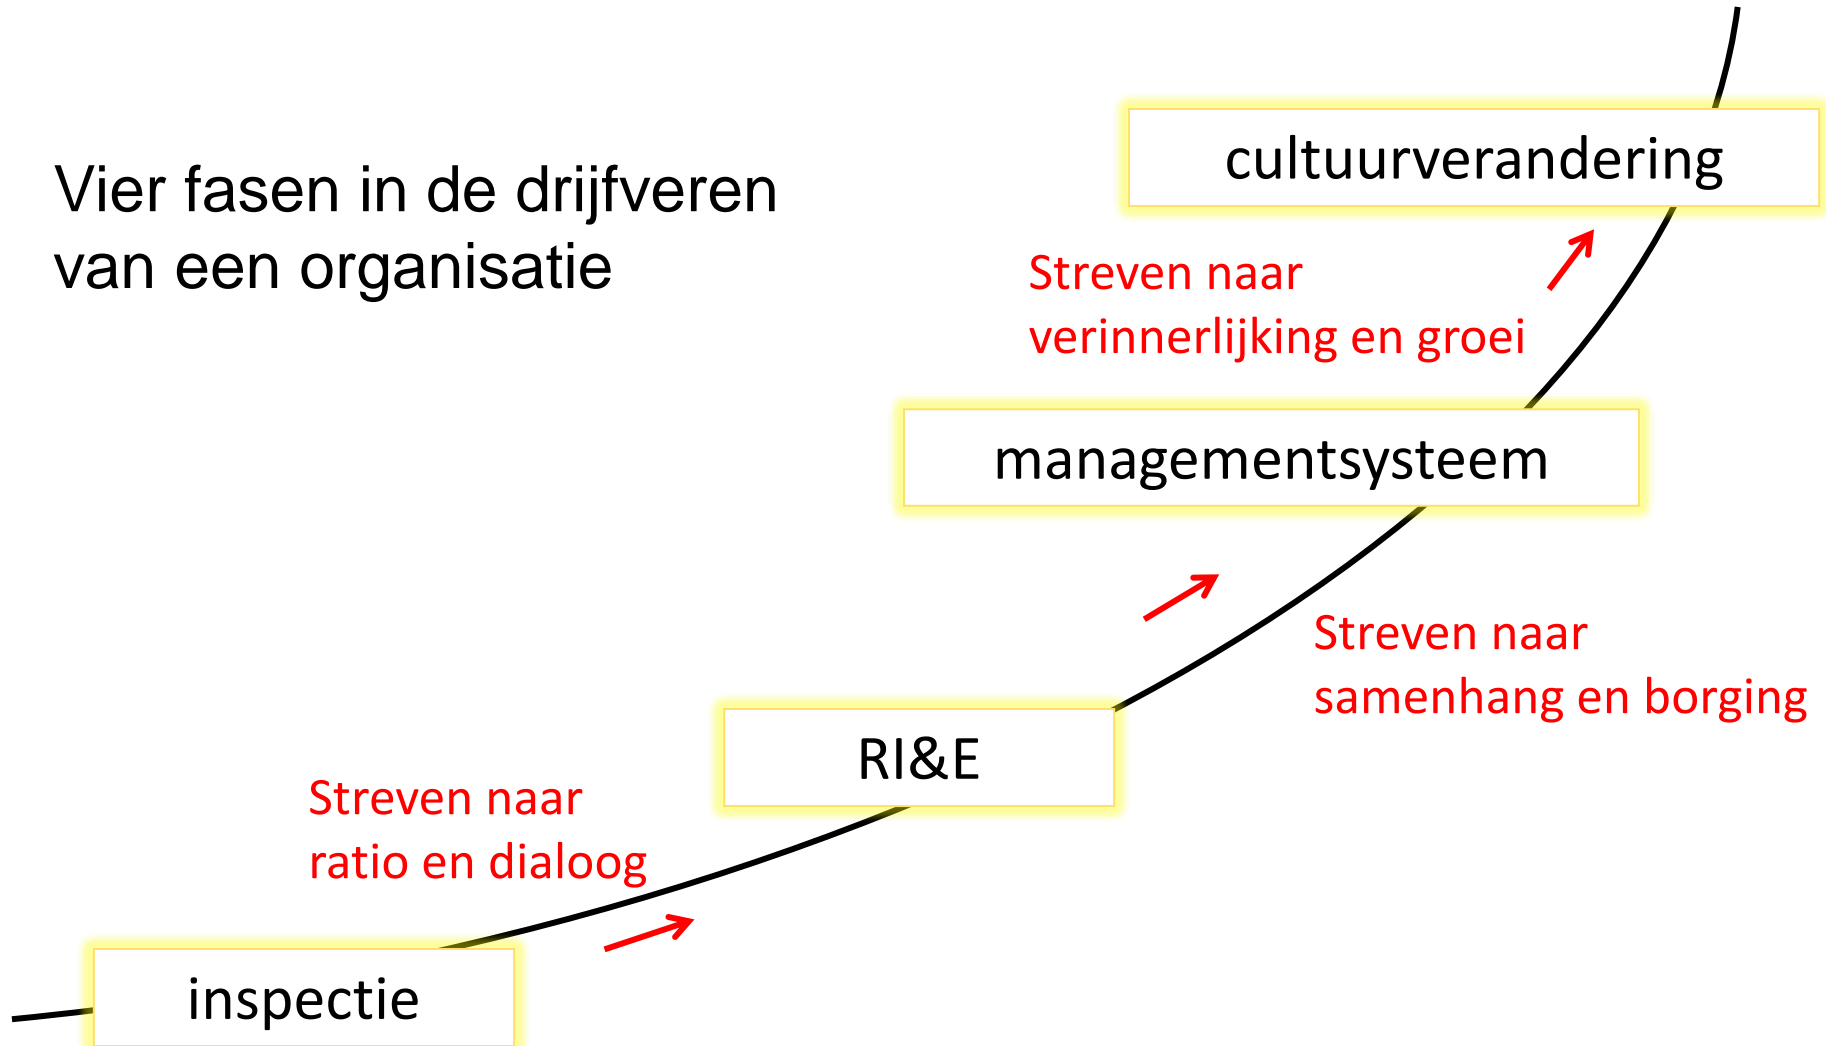 Vier fasen in de drijfveren
van een organisatie
cultuurverandering
Streven naar
verinnerlijking en groei
managementsysteem
Streven naar
samenhang en borging
RI&E
Streven naar
ratio en dialoog
inspectie